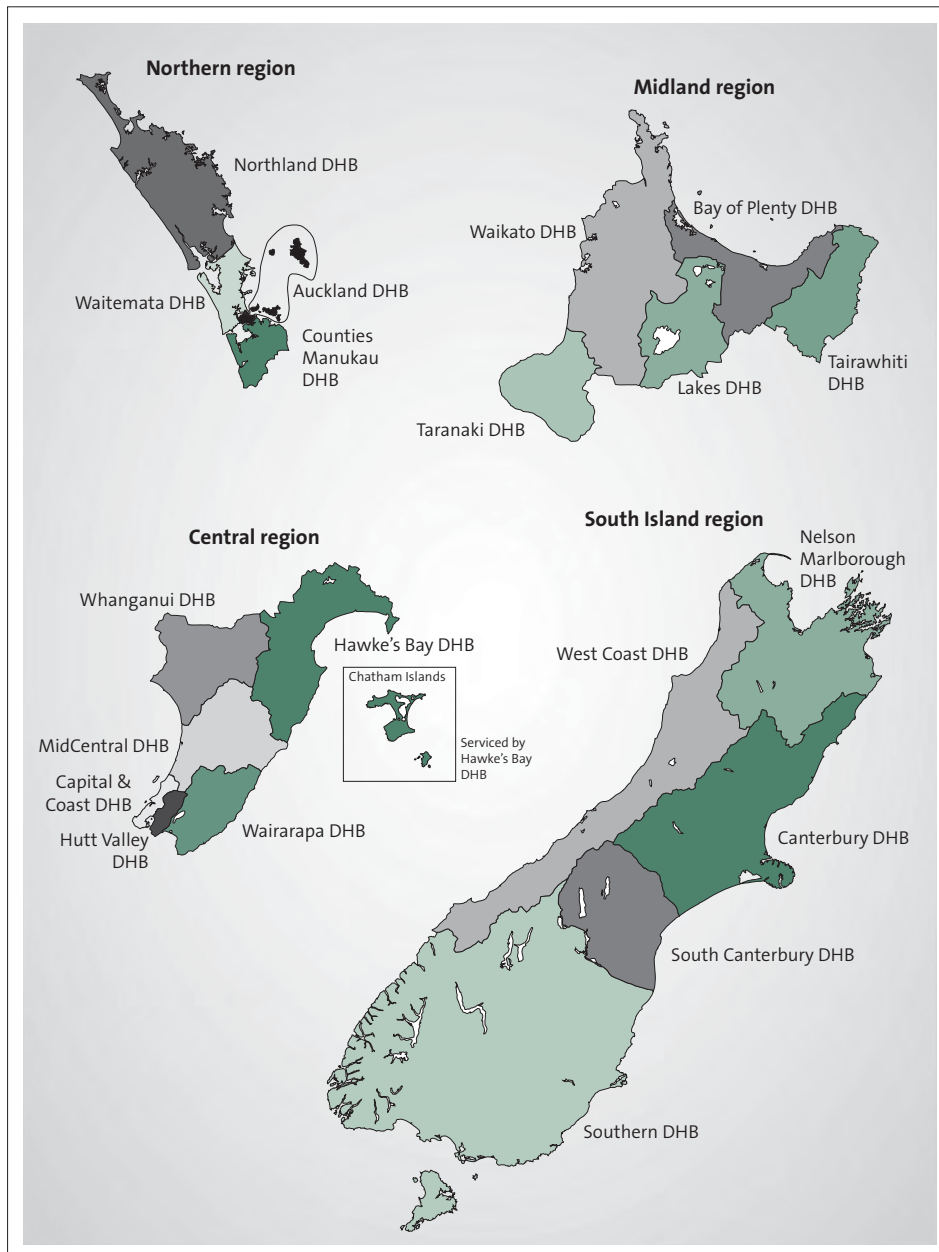 Northern region
Northland DHB
Waitemata DHB
Auckland DHB
Counties
Manukau
DHB
Midland region
Waikato DHB
Bay of Plenty DHB
Lakes DHB
Tairawhiti
DHB
Taranaki DHB
Central region
Whanganui DHB
Hawke's Bay DHB
Chatham Islands
Serviced by
Hawke's Bay
DHB
MidCentral DHB
Capital &
Coast DHB
Hutt Valley
DHB
Wairarapa DHB
South Island region
Nelson
Marlborough
DHB
West Coast DHB
Canterbury DHB
South Canterbury DHB
Southern DHB